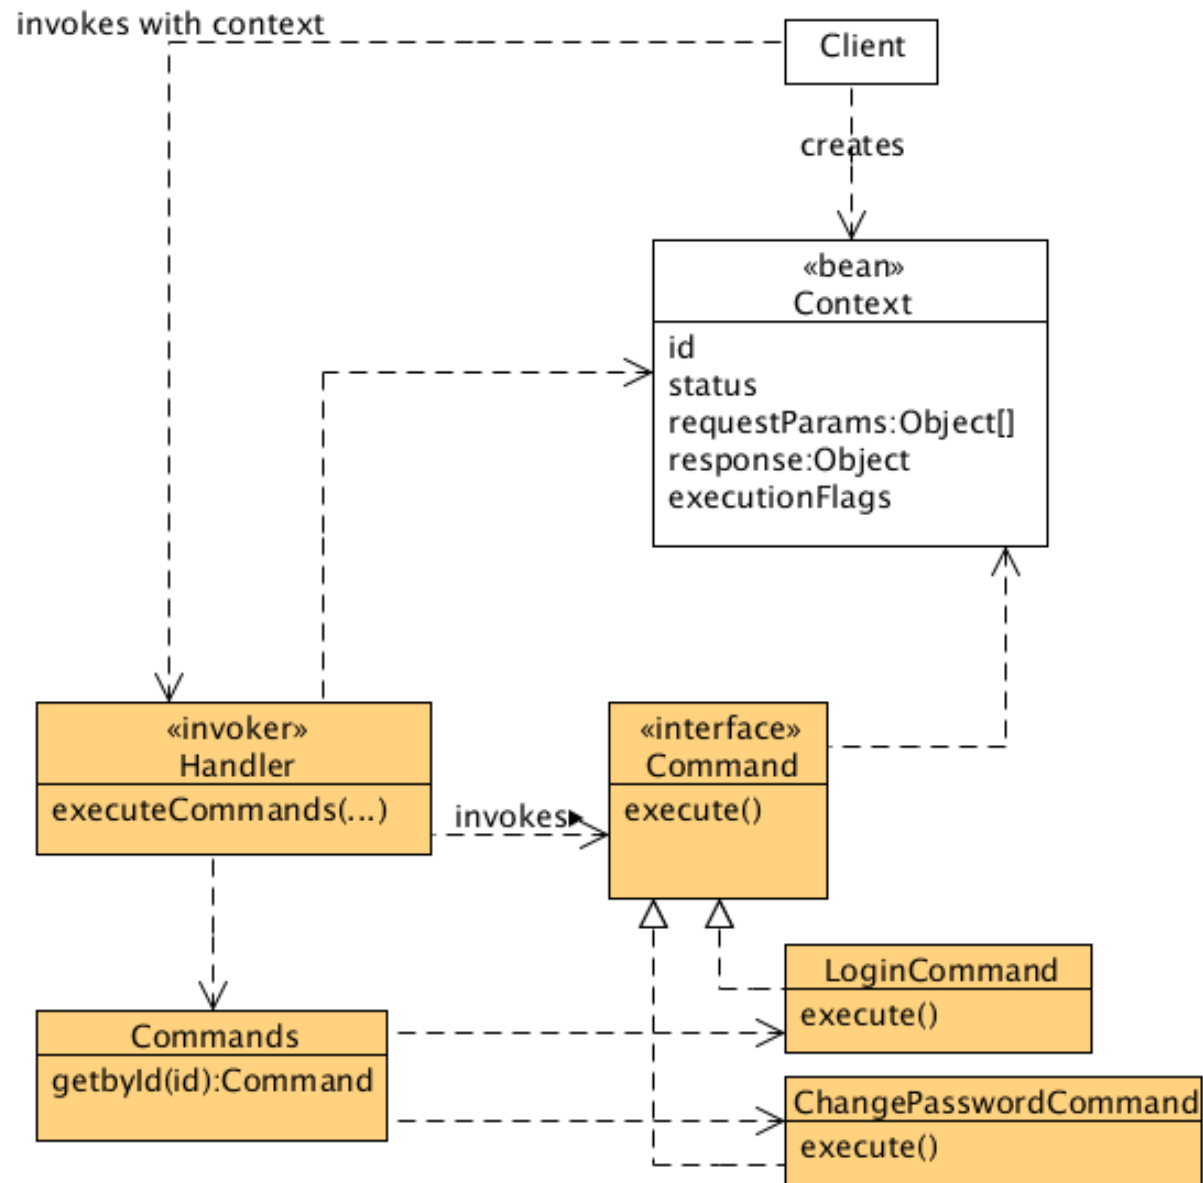 invokes with context
Client
creates
«bean»
Context
id
status
requestParams:Object[]
response:Object
executionFlags
«invoker»
Handler
executeCommands(...)
invokes
«interface»
Command
execute()
LoginCommand
execute()
Commands
getbyId(id):Command
ChangePasswordCommand
execute()